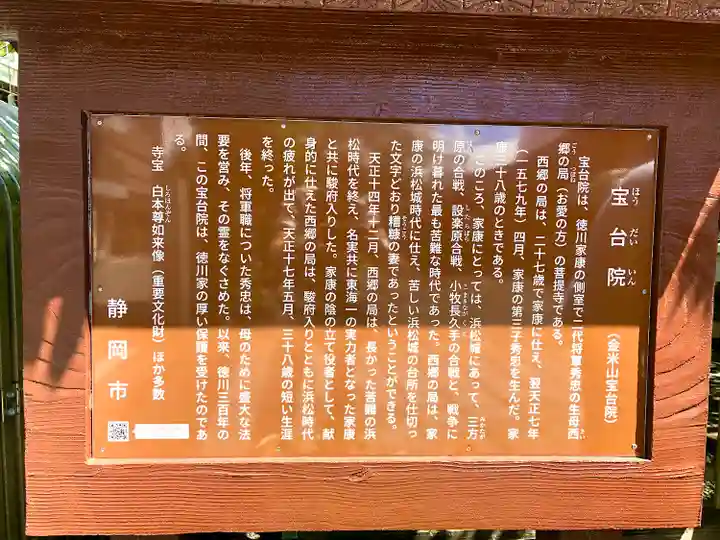 宝台院 (金米山宝台院)
宝台院は、徳川家康の側室で二代将軍秀忠の生母西
郷の局(お愛の方)の菩提寺である。
西郷の局は、二十七歳で家康に仕え、翌天正七年
(一五七九年)四月、家康の第三子秀忠を生んだ。家
康三十八歳のときである。
このころ、家康にとっては、浜松城にあって、三方
原の合戦、設楽原合戦、小牧長久手の合戦と、戦争に
明け暮れた最も苦難な時代であった。西郷の局は、家
康の浜松城時代に仕え、苦しい浜松城の台所を仕切っ
た文字どおり糟糠の妻であったということができる。
天正十四年十二月、西郷の局は、長かった苦難の浜
松時代を終え、名実共に東海一の実力者となった家康
と共に駿府入りした。家康の陰の立て役者として、献
身的に仕えた西郷の局は、駿府入りとともに浜松時代
の疲れが出て、天正十七年五月、三十八歳の短い生涯
を終った。
後年、将軍職についた秀忠は、母のために盛大な法
要を営み、その霊をなぐさめた。以来、徳川三百年の
間、この宝台院は、徳川家の厚い保護を受けたのであ
る。
寺宝 白本尊如来像(重要文化財)ほか多数
静岡市